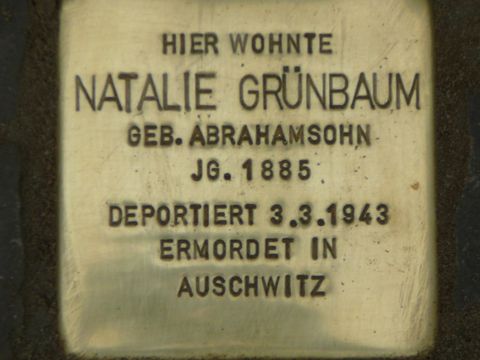 HIER WOHNTE
NATALIE GRÜNBAUM
GEB. ABRAHAMSOHN
JG. 1885
DEPORTIERT 3.3.1943
ERMORDET IN
AUSCHWITZ